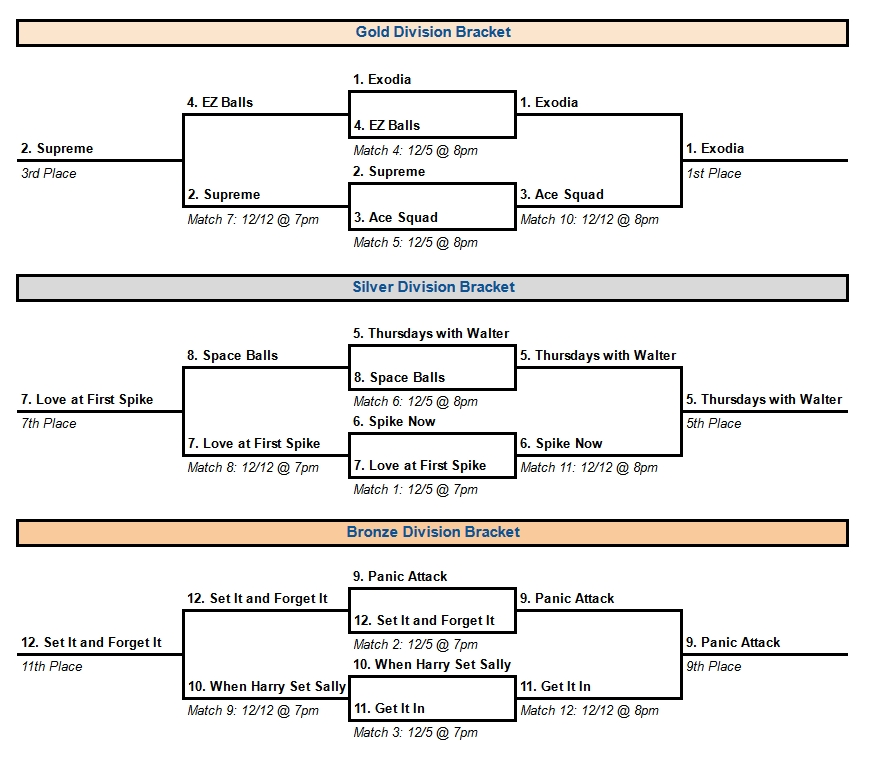 Gold Division Bracket
1. Exodia
4. EZ Balls
1. Exodia
4. EZ Balls
2. Supreme
Match 4: 12/5 @ 8pm
1. Exodia
3rd Place
2. Supreme
1st Place
2. Supreme
3. Ace Squad
3. Ace Squad
Match 7: 12/12 @ 7pm
Match 10: 12/12 @ 8pm
Match 5: 12/5 @ 8pm
Silver Division Bracket
5. Thursdays with Walter
8. Space Balls
5. Thursdays with Walter
8. Space Balls
7. Love at First Spike
Match 6: 12/5 @ 8pm
5. Thursdays with Walter
7th Place
6. Spike Now
5th Place
7. Love at First Spike
6. Spike Now
7. Love at First Spike
Match 8: 12/12 @ 7pm
Match 11: 12/12 @ 8pm
Match 1: 12/5 @ 7pm
Bronze Division Bracket
9. Panic Attack
12. Set It and Forget It
9. Panic Attack
12. Set It and Forget It
12. Set It and Forget It
Match 2: 12/5 @ 7pm
9. Panic Attack
11th Place
10. When Harry Set Sally
9th Place
10. When Harry Set Sally
11. Get It In
11. Get It In
Match 9: 12/12 @ 7pm
Match 12: 12/12 @ 8pm
Match 3: 12/5 @ 7pm